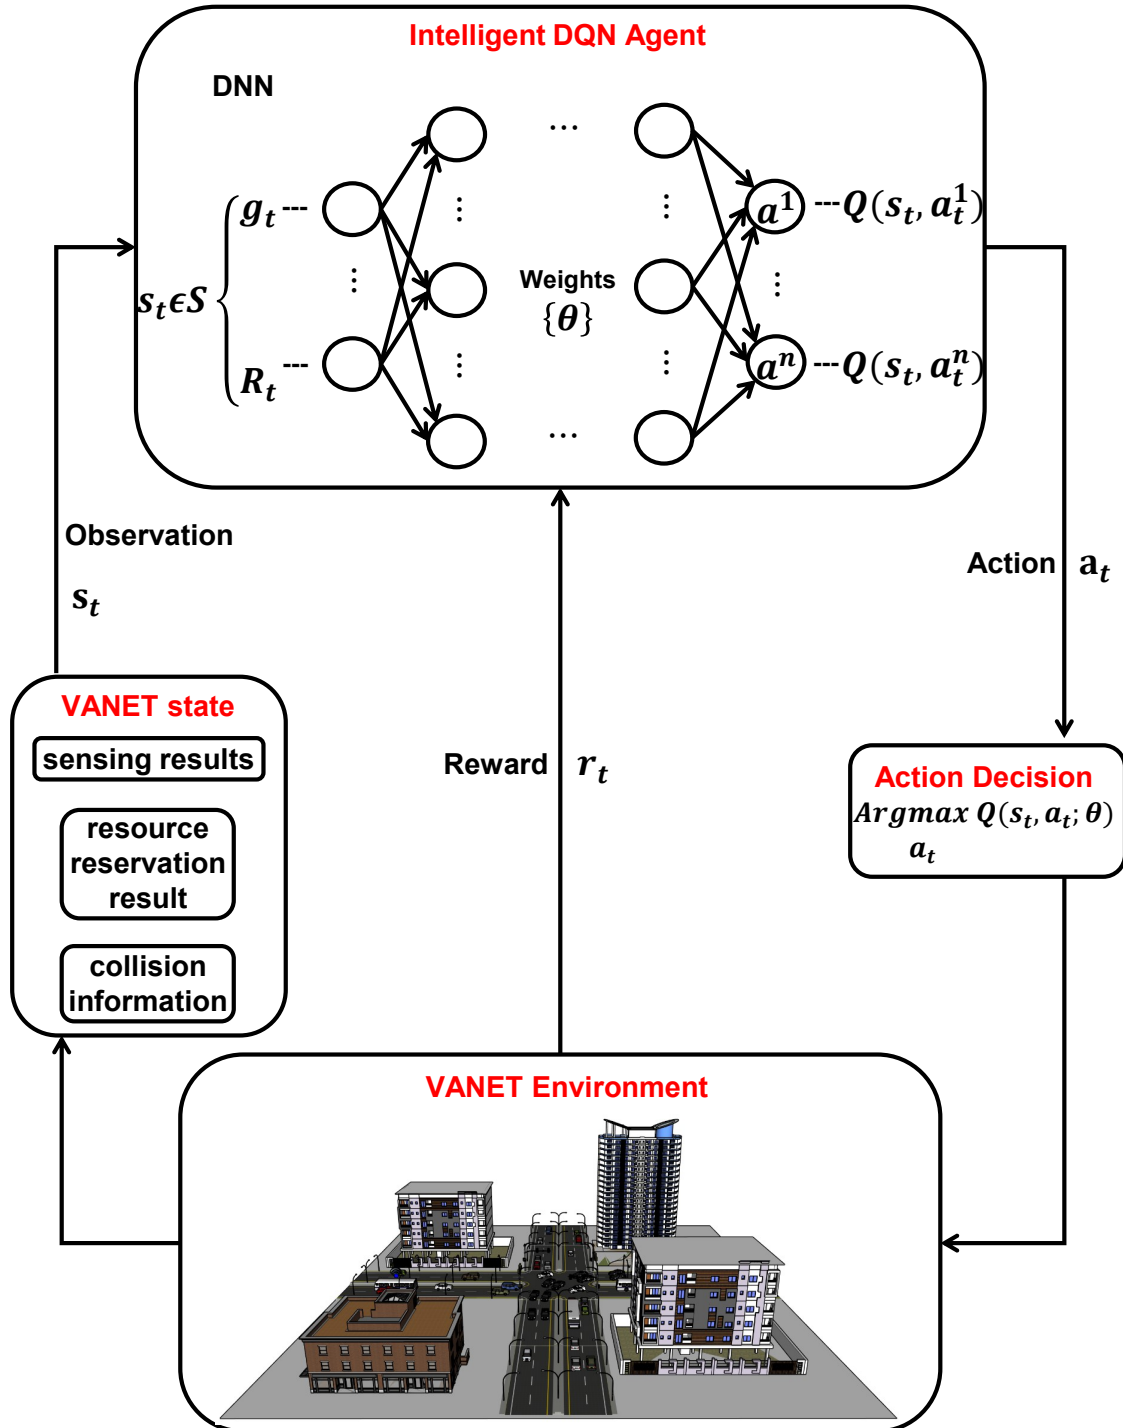 Intelligent DQN Agent
DNN
...
g_t --- a^1 ---Q(s_t, a_t^1)
⋮
s_tϵS
Weights
{θ}
R_t --- a^n ---Q(s_t, a_t^n)
...
Observation
s_t
Action a_t
VANET state
sensing results
resource
reservation
result
collision
information
Reward r_t
Action Decision
Argmax Q(s_t, a_t; θ)
a_t
VANET Environment